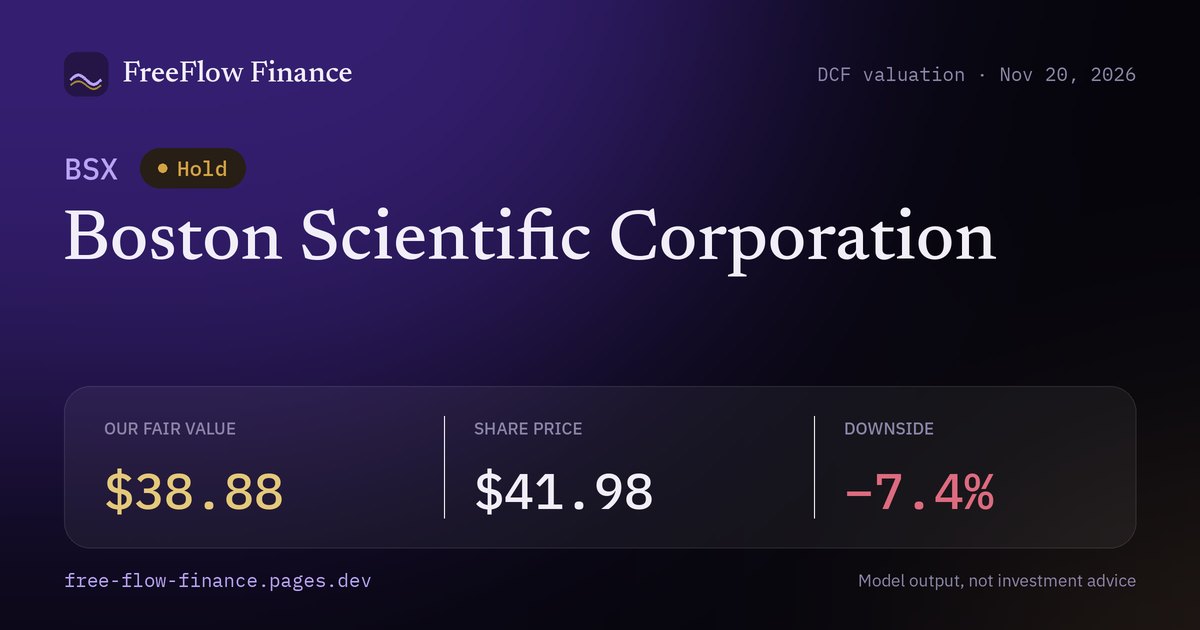 FreeFlow Finance
DCF valuation · Nov 20, 2026
BSX
Hold
Boston Scientific Corporation
OUR FAIR VALUE
$38.88
SHARE PRICE
$41.98
DOWNSIDE
−7.4%
free-flow-finance.pages.dev
Model output, not investment advice